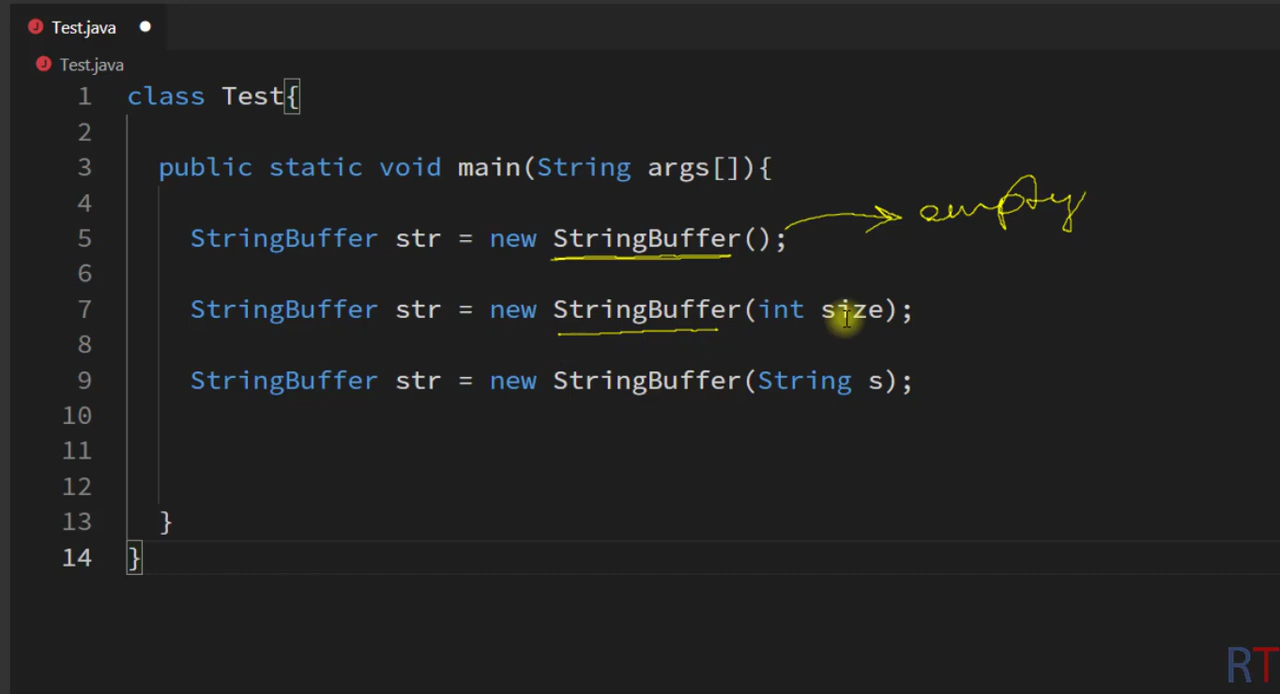 Test.java
Test.java
1 class Test{
2
3 public static void main(String args[]){
4
empty
5 StringBuffer str = new StringBuffer();
6
7 StringBuffer str = new StringBuffer(int size);
8
9 StringBuffer str = new StringBuffer(String s);
10
11
12
13 }
14 }
RT